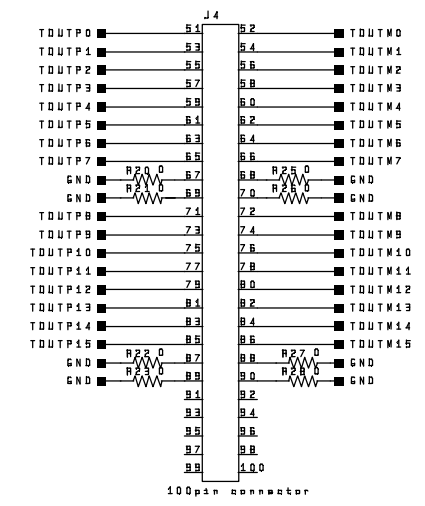 J4
TOUTP0 51 52 TOUTM0
TOUTP1 53 54 TOUTM1
TOUTP2 55 56 TOUTM2
TOUTP3 57 58 TOUTM3
TOUTP4 59 60 TOUTM4
TOUTP5 61 62 TOUTM5
TOUTP6 63 64 TOUTM6
TOUTP7 65 66 TOUTM7
GND R20 0 67 68 R25 0 GND
GND R21 0 69 70 R26 0 GND
TOUTP8 71 72 TOUTM8
TOUTP9 73 74 TOUTM9
TOUTP10 75 76 TOUTM10
TOUTP11 77 78 TOUTM11
TOUTP12 79 80 TOUTM12
TOUTP13 81 82 TOUTM13
TOUTP14 83 84 TOUTM14
TOUTP15 85 86 TOUTM15
GND R22 0 87 88 R27 0 GND
GND R23 0 89 90 R28 0 GND
91 92
93 94
95 96
97 98
99 100
100pin connector